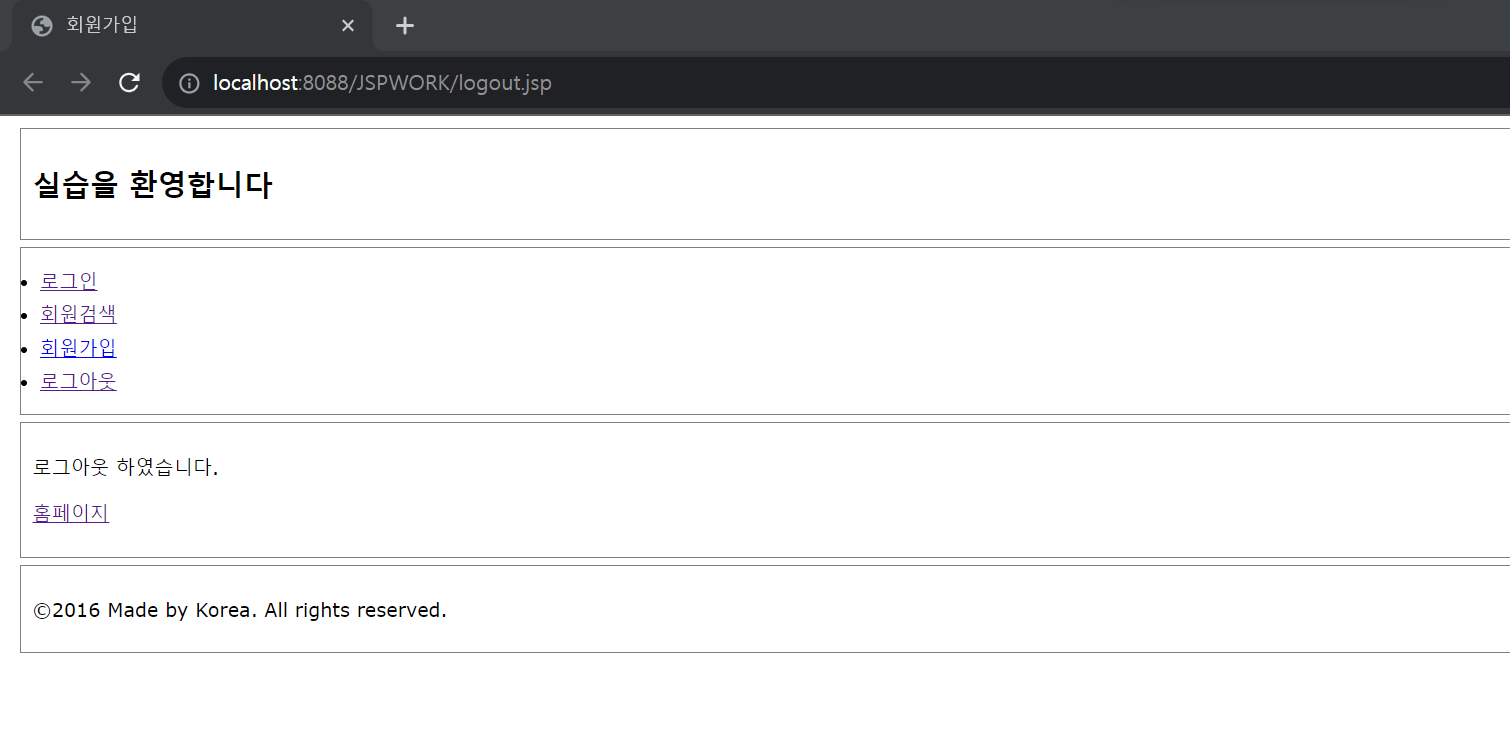 회원가입
localhost:8088/JSPWORK/logout.jsp
실습을 환영합니다
로그인
회원검색
회원가입
로그아웃
로그아웃 하였습니다.
홈페이지
©2016 Made by Korea. All rights reserved.